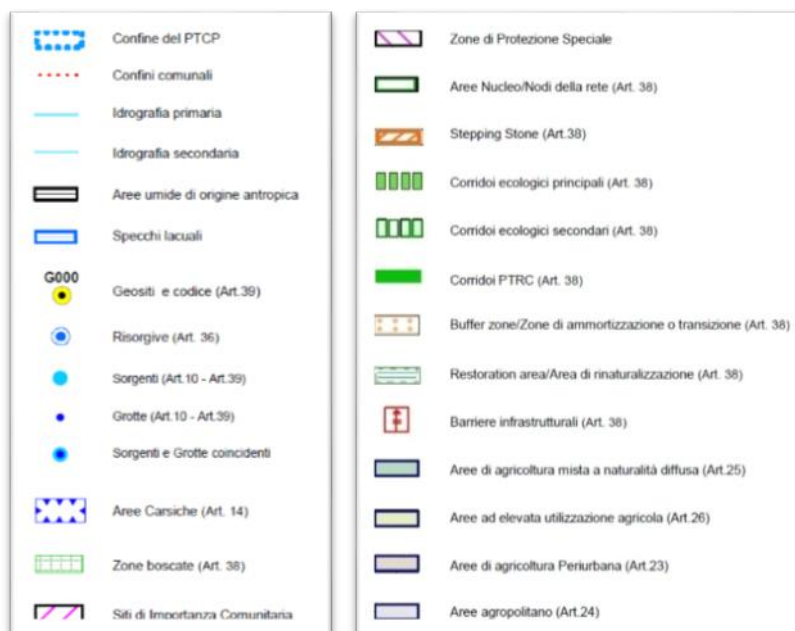 Confine del PTCP
Confini comunali
Idrografia primaria
Idrografia secondaria
Aree umide di origine antropica
Specchi lacuali
G000
Geositi e codice (Art.39)
Risorgive (Art. 36)
Sorgenti (Art.10 - Art.39)
Grotte (Art.10 - Art.39)
Sorgenti e Grotte coincidenti
Aree Carsiche (Art. 14)
Zone boscate (Art. 38)
Siti di Importanza Comunitaria
Zone di Protezione Speciale
Aree Nucleo/Nodi della rete (Art. 38)
Stepping Stone (Art.38)
Corridoi ecologici principali (Art. 38)
Corridoi ecologici secondari (Art. 38)
Corridoi PTRC (Art. 38)
Buffer zone/Zone di ammortizzazione o transizione (Art. 38)
Restoration area/Area di rinaturalizzazione (Art. 38)
Barriere infrastrutturali (Art. 38)
Aree di agricoltura mista a naturalità diffusa (Art.25)
Aree ad elevata utilizzazione agricola (Art.26)
Aree di agricoltura Periurbana (Art.23)
Aree agropolitano (Art.24)